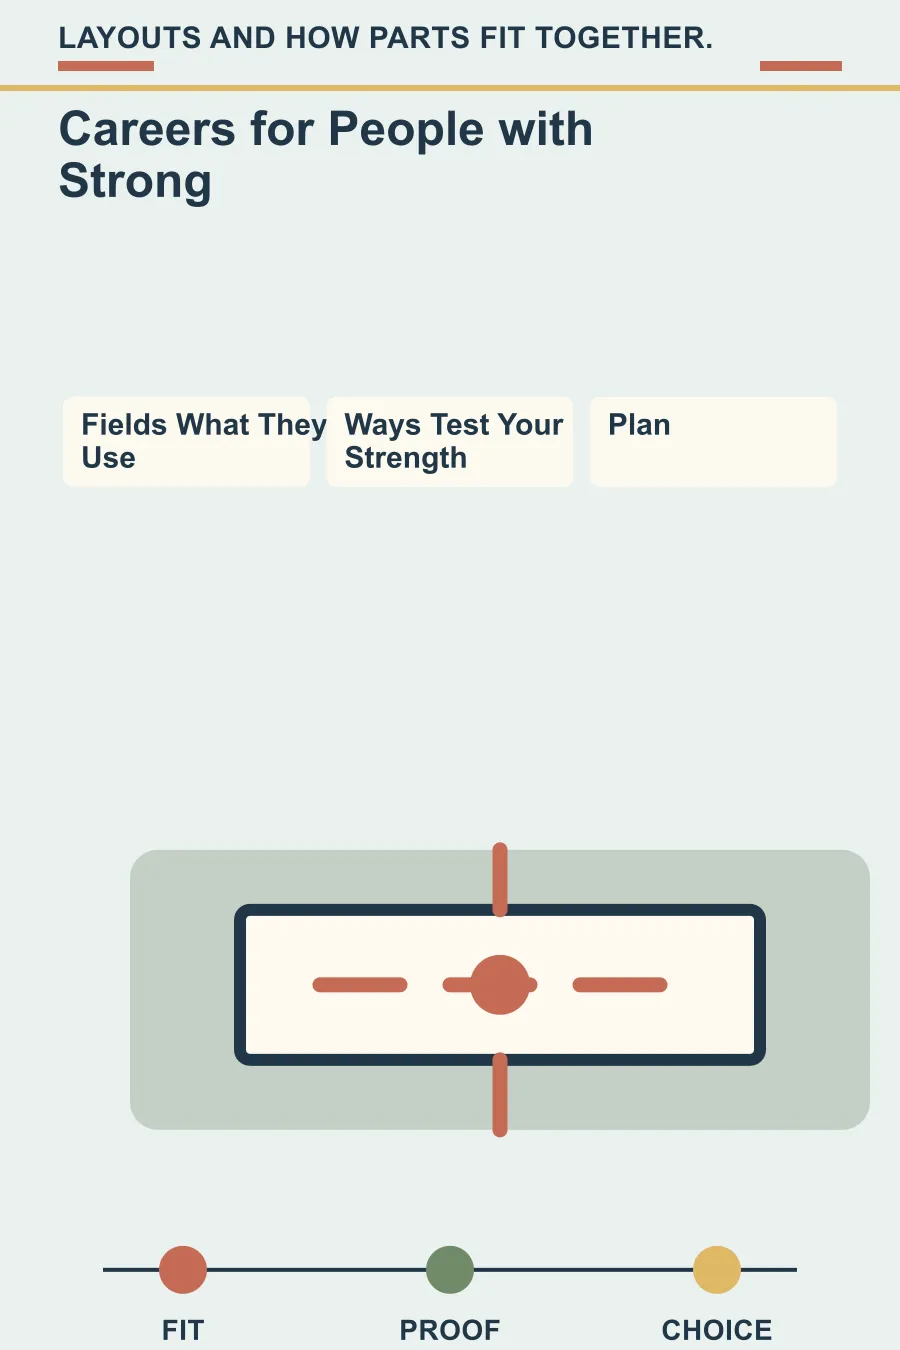 LAYOUTS AND HOW PARTS FIT TOGETHER.
Careers for People with
Strong
Fields What They
Use
Ways Test Your
Strength
Plan
FIT
PROOF
CHOICE